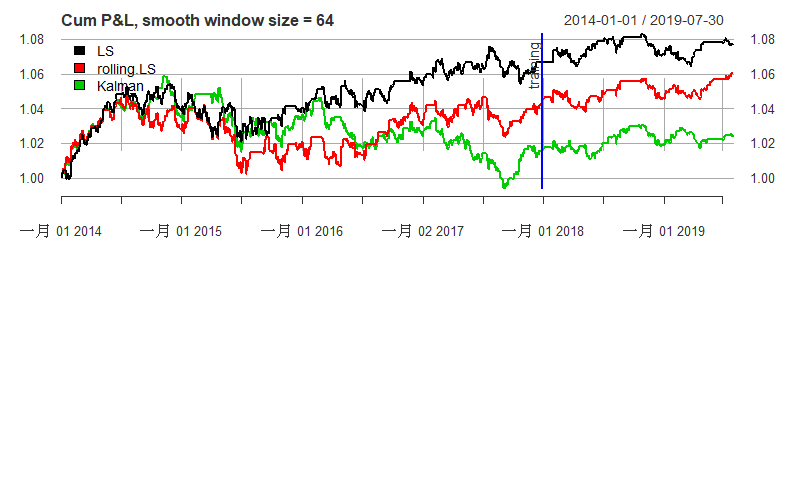 Cum P&L, smooth window size = 64 2014-01-01 / 2019-07-30
1.08 1.08
LS
rolling.LS
1.06 1.06
Kalman
training
1.04 1.04
1.02 1.02
1.00 1.00
一月 01 2014 一月 01 2015 一月 01 2016 一月 02 2017 一月 01 2018 一月 01 2019